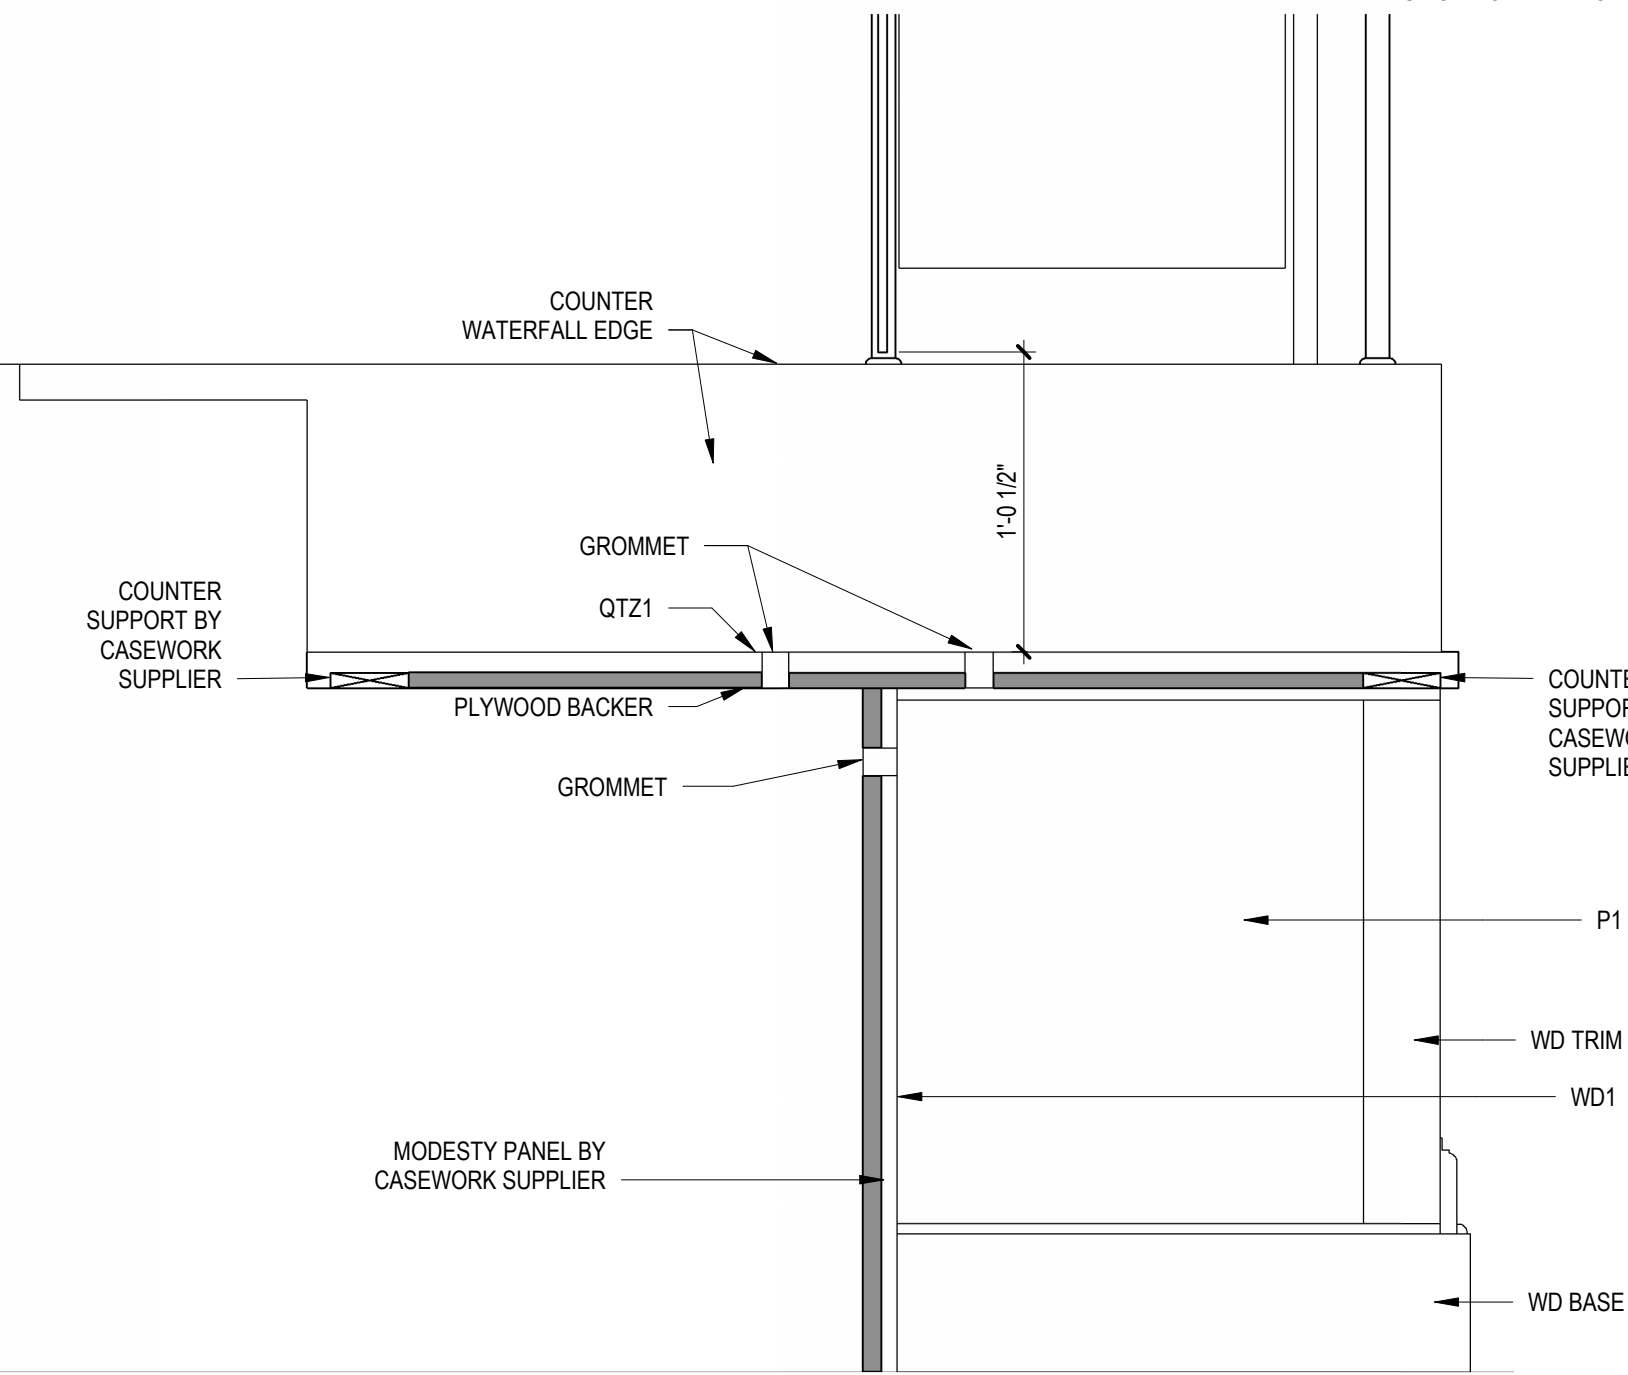 COUNTER
WATERFALL EDGE
1'-0 1/2"
GROMMET
COUNTER
SUPPORT BY
CASEWORK
SUPPLIER
QTZ1
PLYWOOD BACKER
GROMMET
P1
WD TRIM
WD1
MODESTY PANEL BY
CASEWORK SUPPLIER
WD BASE